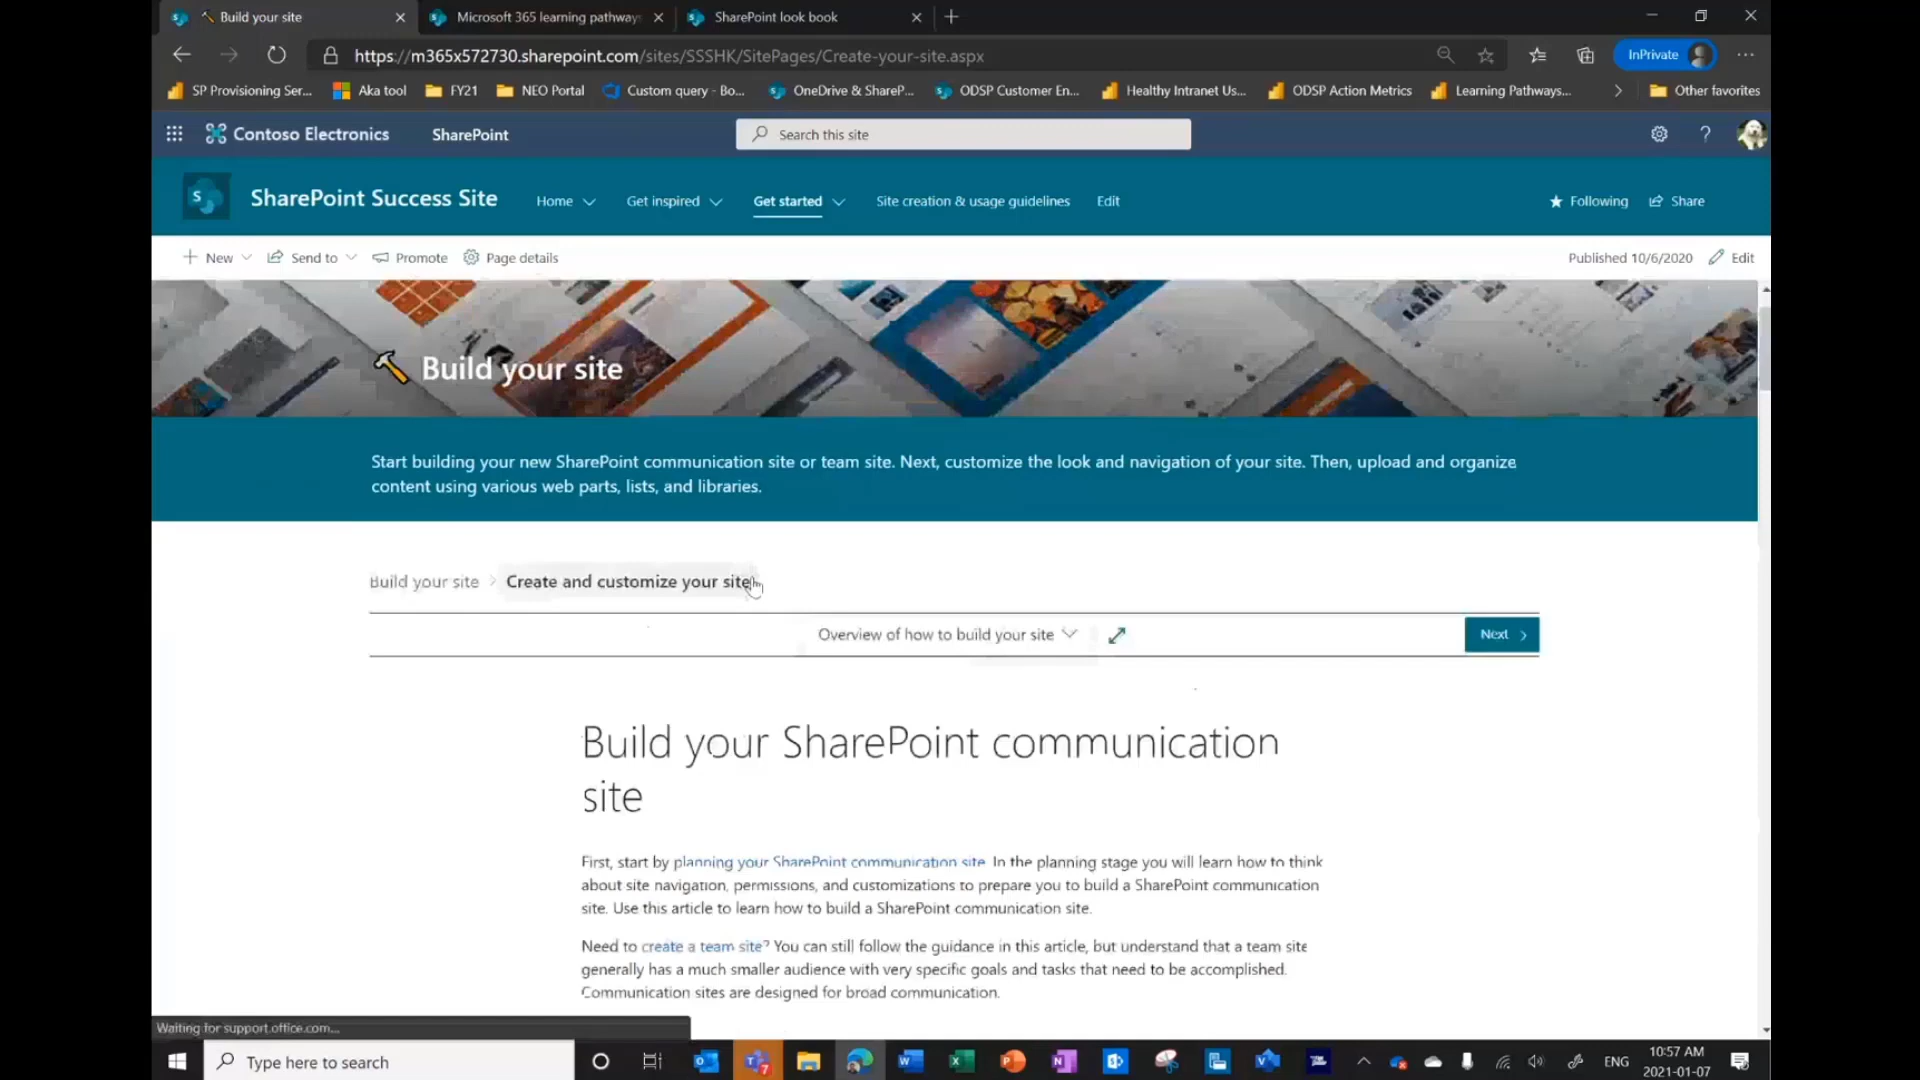 Build your site
Microsoft 365 learning pathway
SharePoint look book
https://m365x572730.sharepoint.com/sites/SSSHK/SitePages/Create-your-site.aspx
InPrivate
SP Provisioning Ser...
Aka tool
FY21
NEO Portal
Custom query - Bo...
OneDrive & ShareP...
ODSP Customer En...
Healthy Intranet Us...
ODSP Action Metrics
Learning Pathways...
Other favorites
Contoso Electronics
SharePoint
Search this site
SharePoint Success Site
Home
Get inspired
Get started
Site creation & usage guidelines
Edit
Following
Share
New
Send to
Promote
Page details
Published 10/6/2020
Edit
Build your site
Start building your new SharePoint communication site or team site. Next, customize the look and navigation of your site. Then, upload and organize
content using various web parts, lists, and libraries.
Build your site > Create and customize your site
Overview of how to build your site
Next
Build your SharePoint communication
site
First, start by planning your SharePoint communication site. In the planning stage you will learn how to think
about site navigation, permissions, and customizations to prepare you to build a SharePoint communication
site. Use this article to learn how to build a SharePoint communication site.
Need to create a team site? You can still follow the guidance in this article, but understand that a team site
generally has a much smaller audience with very specific goals and tasks that need to be accomplished.
Communication sites are designed for broad communication.
Waiting for support.office.com...
Type here to search
ENG
10:57 AM
2021-01-07